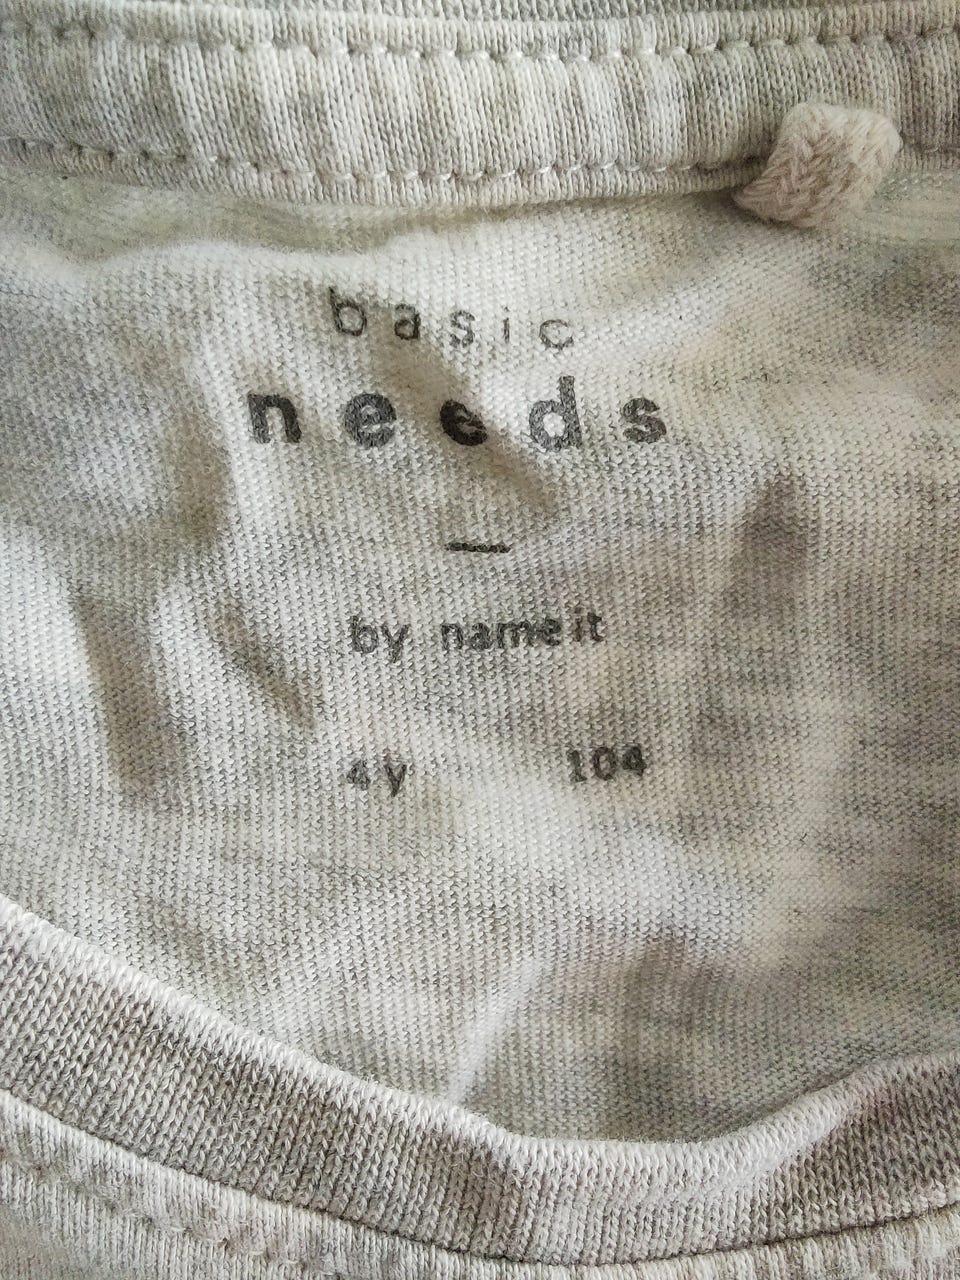 basic
needs
—
by name it
4y 104